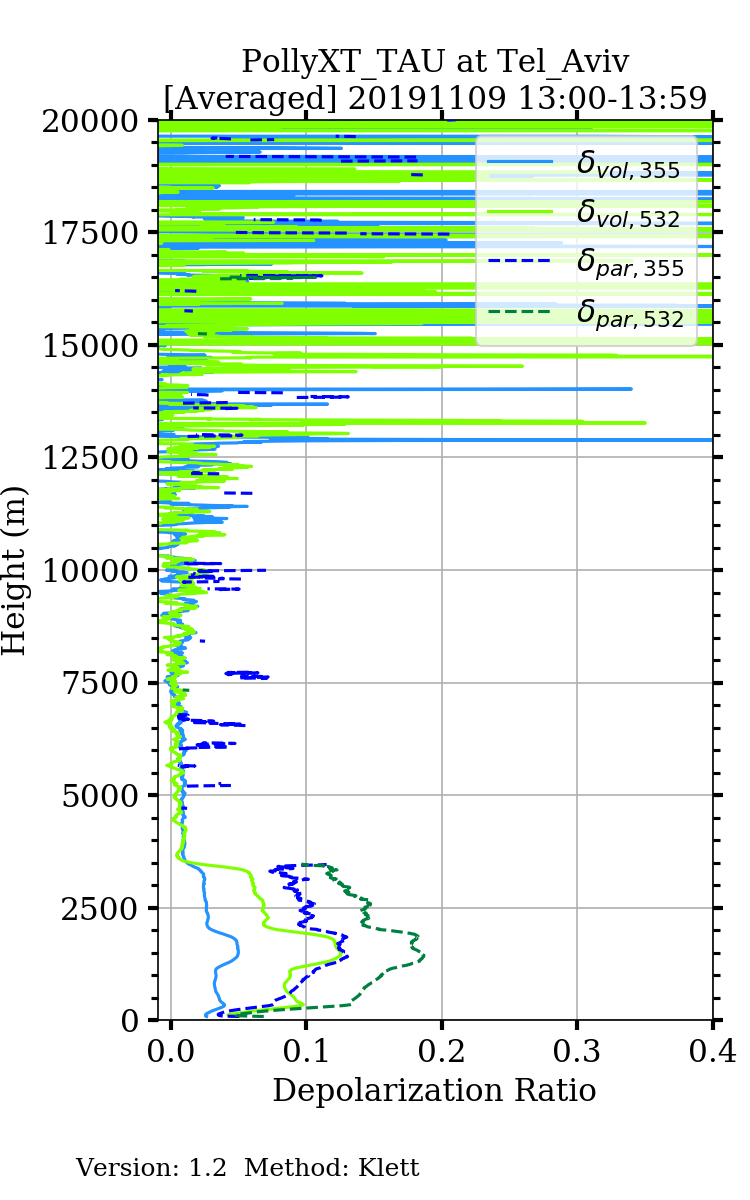 PollyXT_TAU at Tel_Aviv
[Averaged] 20191109 13:00-13:59
20000
17500
15000
12500
10000
7500
5000
2500
0
Height (m)
δvol, 355
δvol, 532
δpar, 355
δpar, 532
0.0 0.1 0.2 0.3 0.4
Depolarization Ratio
Version: 1.2 Method: Klett